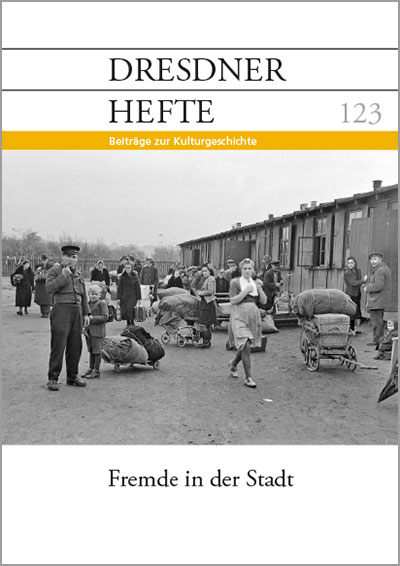 DRESDNER
HEFTE
123
Beiträge zur Kulturgeschichte
Fremde in der Stadt